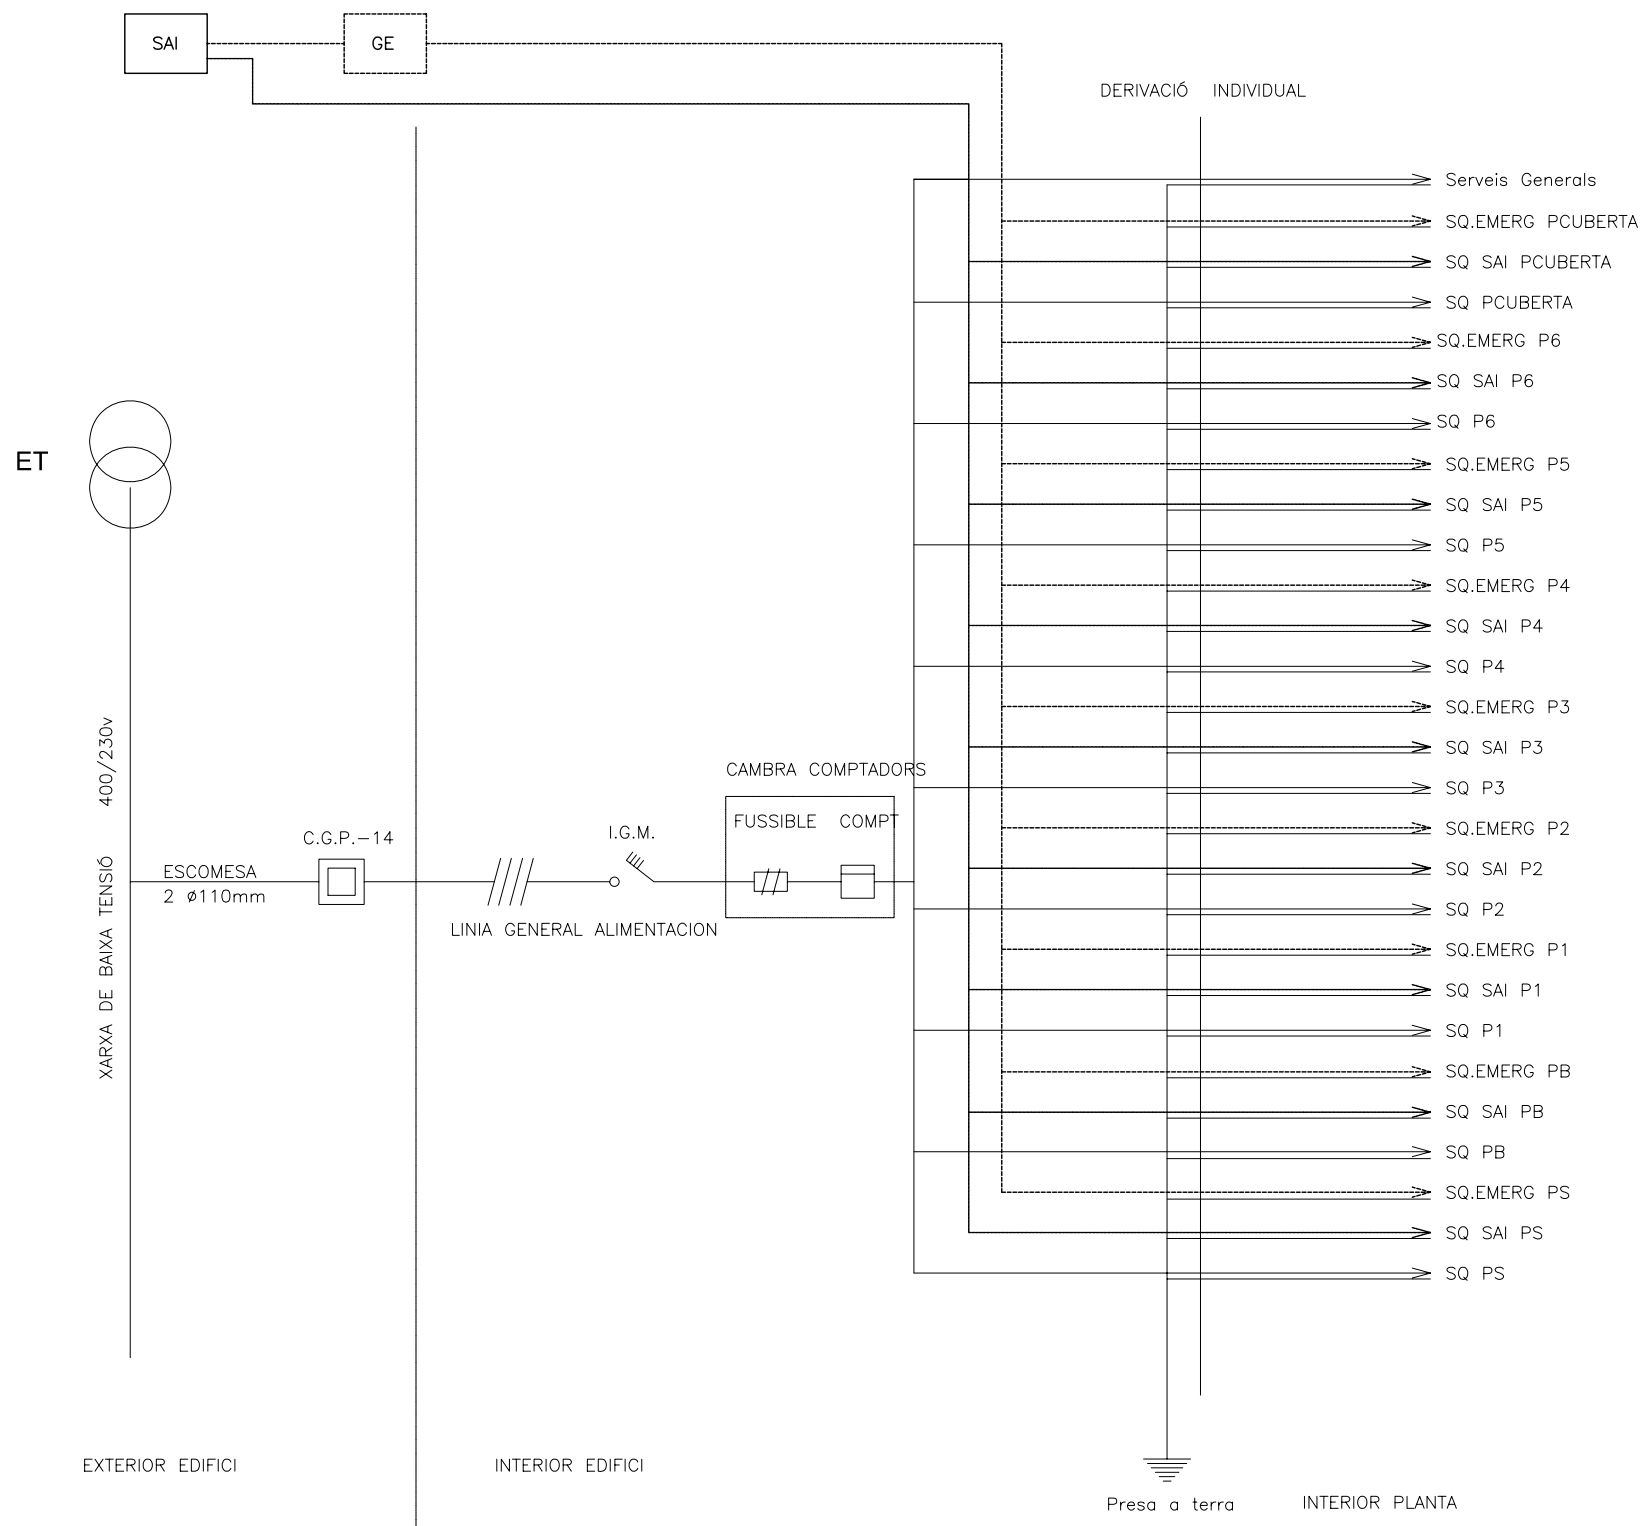 SAI
GE
DERIVACIÓ INDIVIDUAL
Serveis Generals
SQ.EMERG PCUBERTA
SQ SAI PCUBERTA
SQ PCUBERTA
SQ.EMERG P6
SQ SAI P6
SQ P6
ET
SQ.EMERG P5
SQ SAI P5
SQ P5
SQ.EMERG P4
SQ SAI P4
SQ P4
SQ.EMERG P3
SQ SAI P3
SQ P3
SQ.EMERG P2
SQ SAI P2
SQ P2
SQ.EMERG P1
SQ SAI P1
SQ P1
SQ.EMERG PB
SQ SAI PB
SQ PB
SQ.EMERG PS
SQ SAI PS
SQ PS
XARXA DE BAIXA TENSIÓ 400/230v
ESCOMESA
2 ø110mm
C.G.P.-14
LINIA GENERAL ALIMENTACION
I.G.M.
CAMBRA COMPTADORS
FUSSIBLE COMPT
EXTERIOR EDIFICI
INTERIOR EDIFICI
Presa a terra
INTERIOR PLANTA